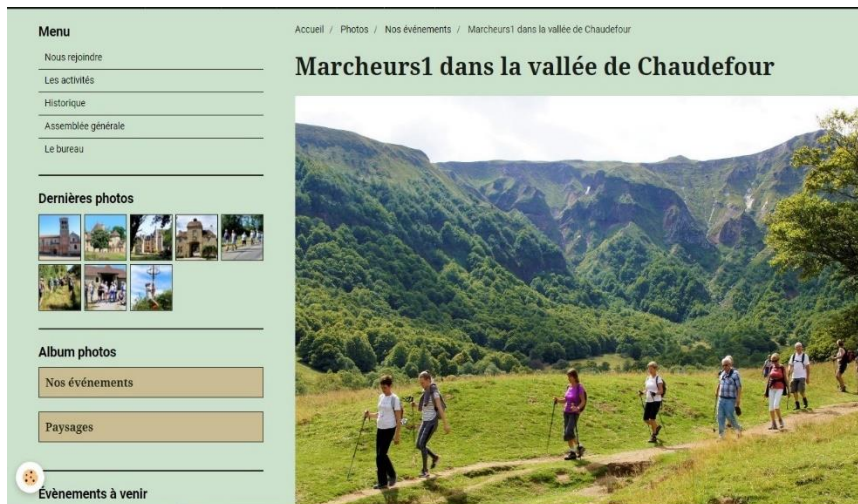 Menu
Nous rejoindre
Les activités
Historique
Assemblée générale
Le bureau
Dernières photos
Album photos
Nos événements
Paysages
Évènements à venir
Accueil / Photos / Nos événements / Marcheurs1 dans la vallée de Chaudefour
Marcheurs1 dans la vallée de Chaudefour